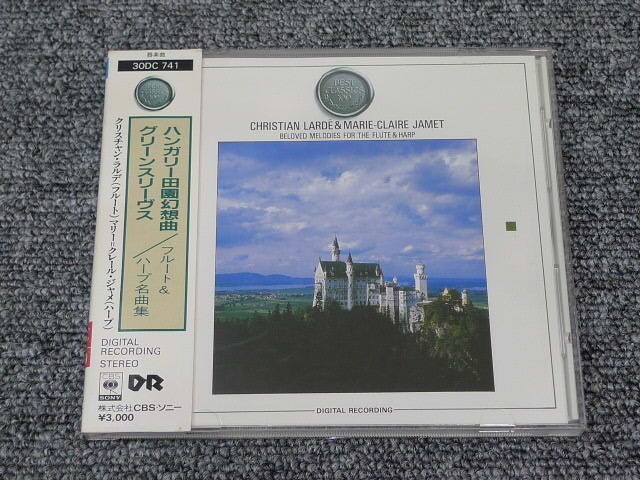 器楽曲
30DC 741
BEST
CLASSICS
100
ハンガリー田園幻想曲
グリーンスリーヴス
／フルート＆
ハープ名曲集
クリスチャン・ラルデ(フルート) マリー＝クレール・ジャメ(ハープ)
DIGITAL
RECORDING
STEREO
CBS
SONY
DR
株式会社CBS・ソニー
¥3,000
BEST
CLASSICS
100
CHRISTIAN LARDÉ & MARIE-CLAIRE JAMET
BELOVED MELODIES FOR THE FLUTE & HARP
DIGITAL RECORDING